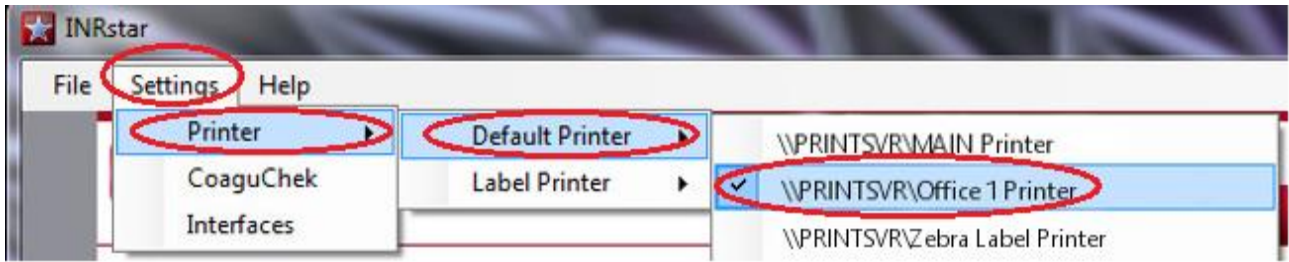 INRstar
File Settings Help
Printer Default Printer \\PRINTSVR\MAIN Printer
CoaguChek Label Printer \\PRINTSVR\Office 1 Printer
Interfaces \\PRINTSVR\Zebra Label Printer